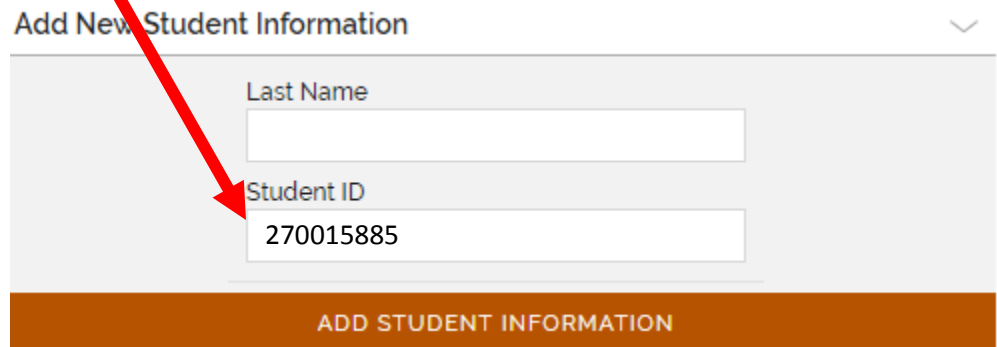 Add New Student Information
Last Name
Student ID
270015885
ADD STUDENT INFORMATION